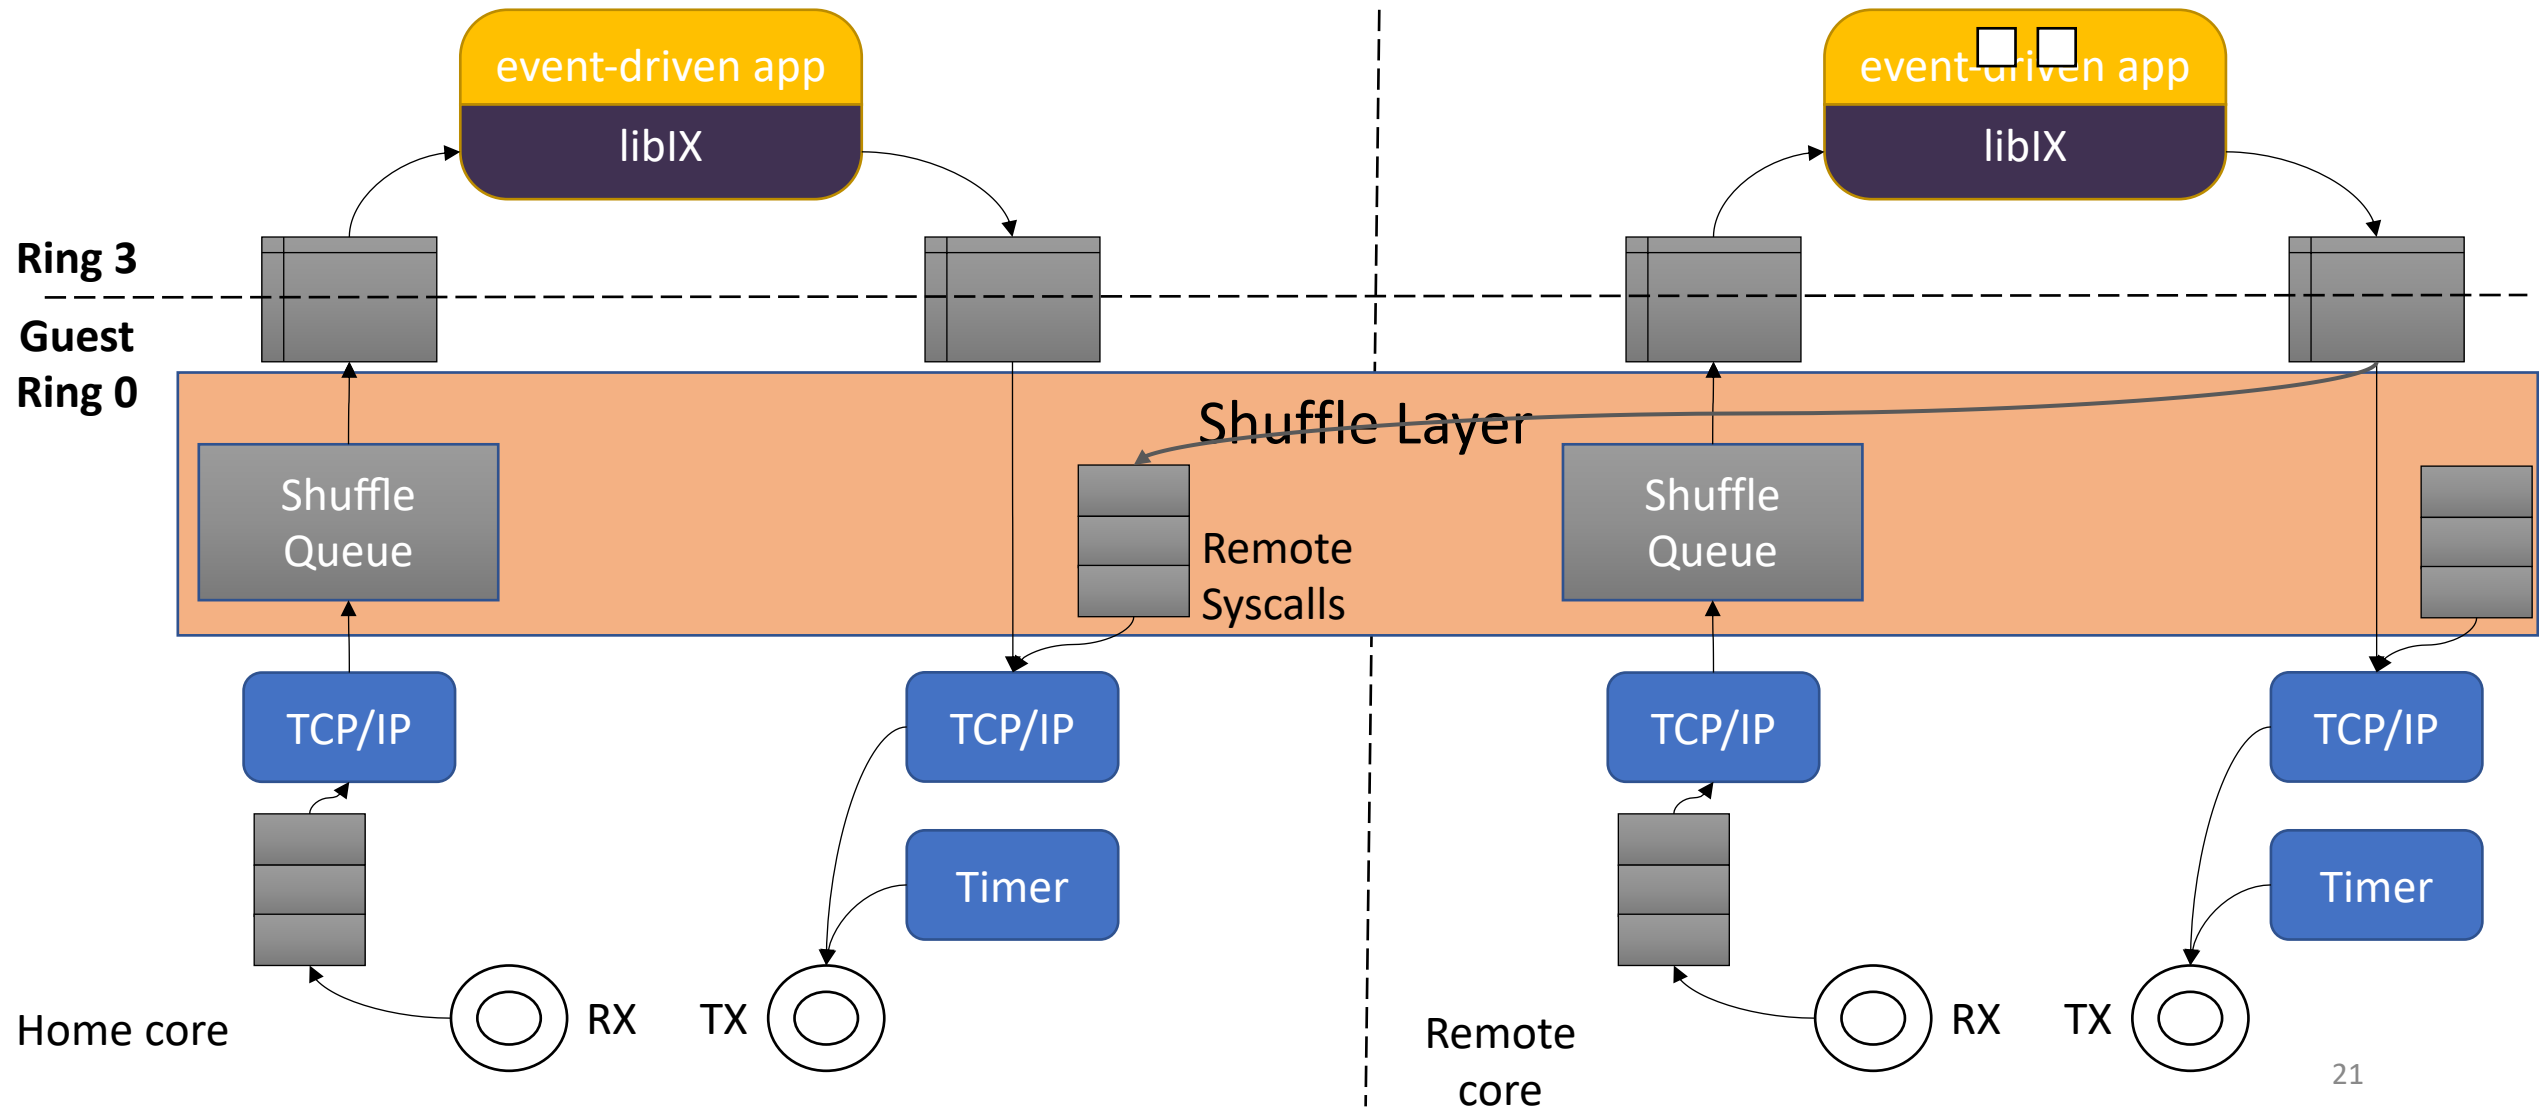 event-driven app
libIX
event-driven app
libIX
Ring 3
Guest
Ring 0
Shuffle Layer
Shuffle
Queue
Remote
Syscalls
Shuffle
Queue
TCP/IP
TCP/IP
TCP/IP
TCP/IP
Timer
Timer
Home core
RX
TX
Remote
core
RX
TX
21